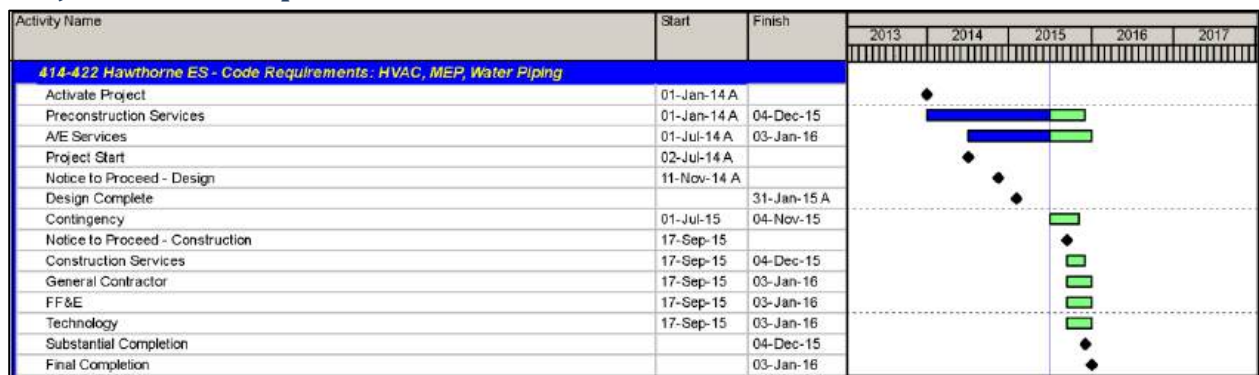 Activity Name Start Finish
2013 2014 2015 2016 2017
414-422 Hawthorne ES - Code Requirements: HVAC, MEP, Water Piping
Activate Project 01-Jan-14 A
Preconstruction Services 01-Jan-14 A 04-Dec-15
A/E Services 01-Jul-14 A 03-Jan-16
Project Start 02-Jul-14 A
Notice to Proceed - Design 11-Nov-14 A
Design Complete 31-Jan-15 A
Contingency 01-Jul-15 04-Nov-15
Notice to Proceed - Construction 17-Sep-15
Construction Services 17-Sep-15 04-Dec-15
General Contractor 17-Sep-15 03-Jan-16
FF&E 17-Sep-15 03-Jan-16
Technology 17-Sep-15 03-Jan-16
Substantial Completion 04-Dec-15
Final Completion 03-Jan-16